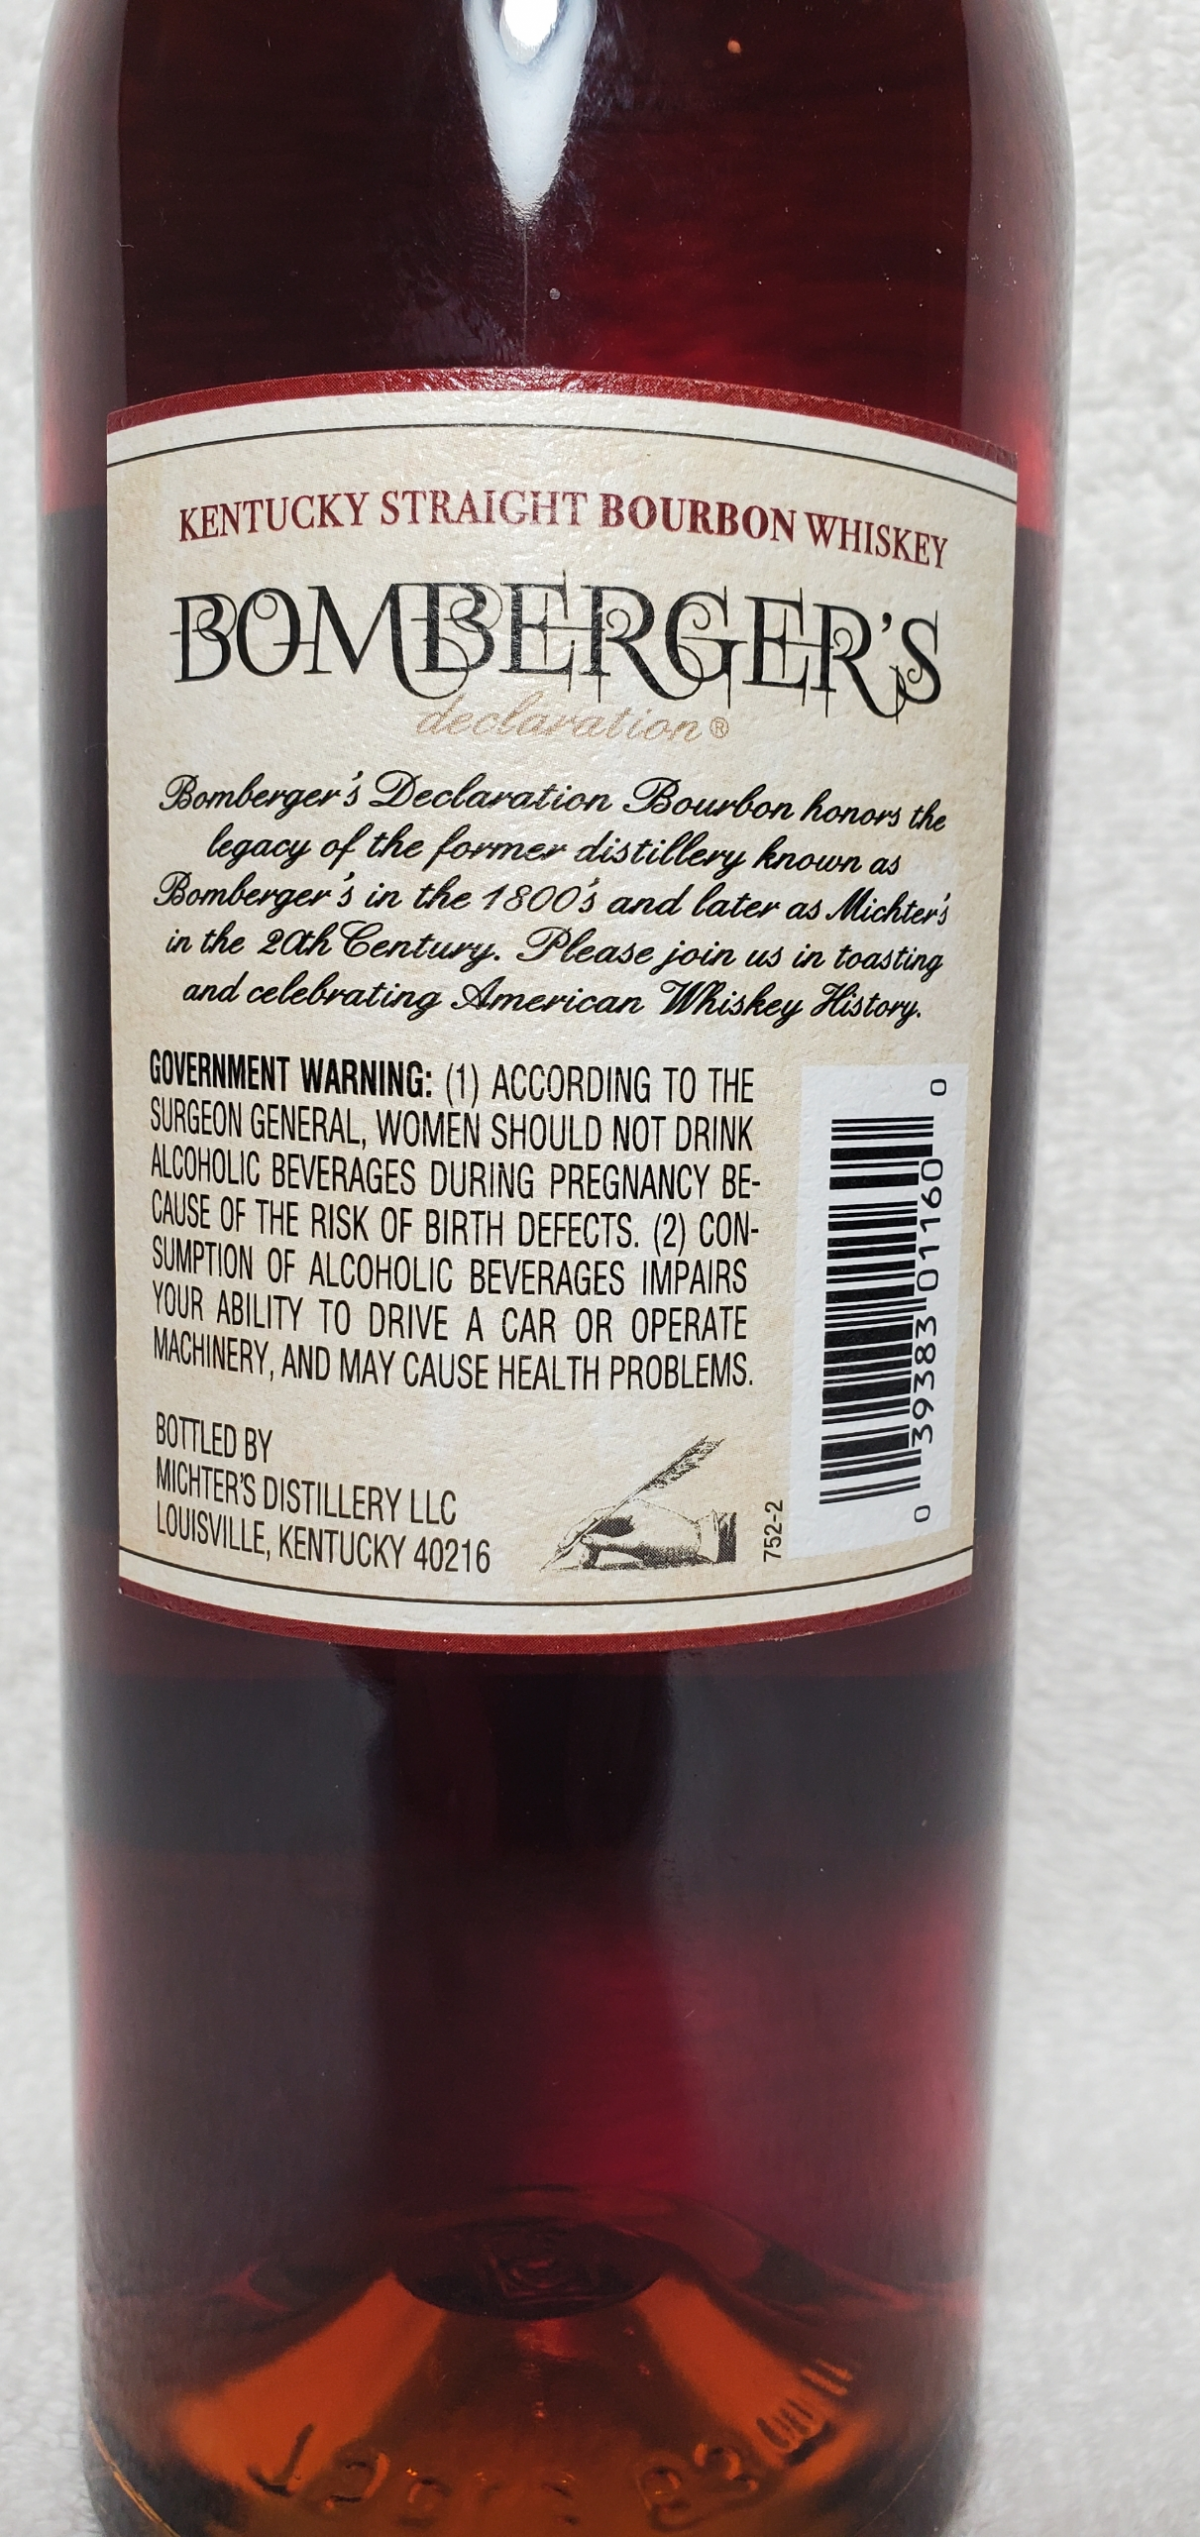 KENTUCKY STRAIGHT BOURBON WHISKEY
BOMBERGER'S
declaration®
Bomberger's Declaration Bourbon honors the
legacy of the former distillery known as
Bomberger's in the 1800's and later as Michter's
in the 20th Century. Please join us in toasting
and celebrating American Whiskey History.
GOVERNMENT WARNING: (1) ACCORDING TO THE
SURGEON GENERAL, WOMEN SHOULD NOT DRINK
ALCOHOLIC BEVERAGES DURING PREGNANCY BE-
CAUSE OF THE RISK OF BIRTH DEFECTS. (2) CON-
SUMPTION OF ALCOHOLIC BEVERAGES IMPAIRS
YOUR ABILITY TO DRIVE A CAR OR OPERATE
MACHINERY, AND MAY CAUSE HEALTH PROBLEMS.
BOTTLED BY
MICHTER'S DISTILLERY LLC
LOUISVILLE, KENTUCKY 40216
752-2
0 39383 01160 0